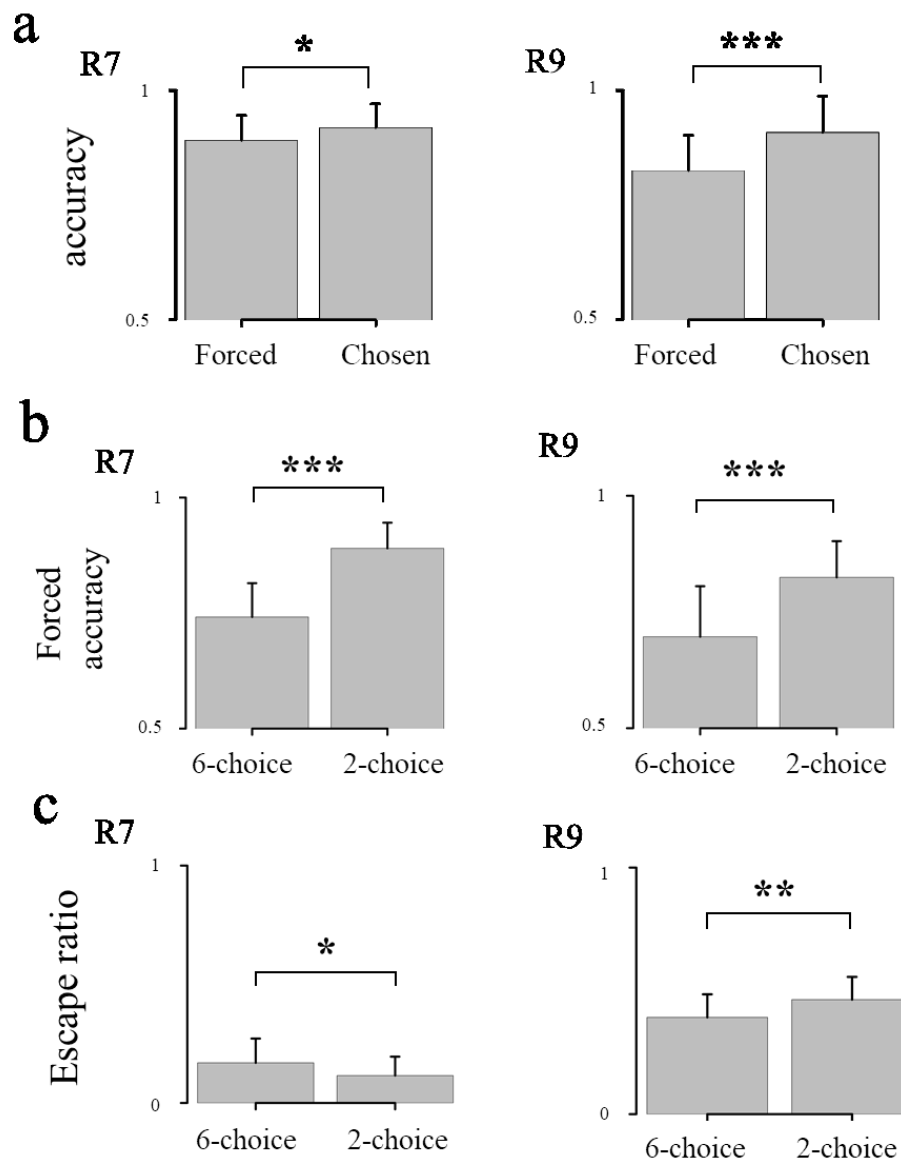 a
R7
*
R9
***
accuracy
1
0.5
Forced Chosen
1
0.5
Forced Chosen
b
R7
***
R9
***
Forced
accuracy
1
0.5
6-choice 2-choice
1
0.5
6-choice 2-choice
c
R7
*
R9
**
Escape ratio
1
0
6-choice 2-choice
1
0
6-choice 2-choice